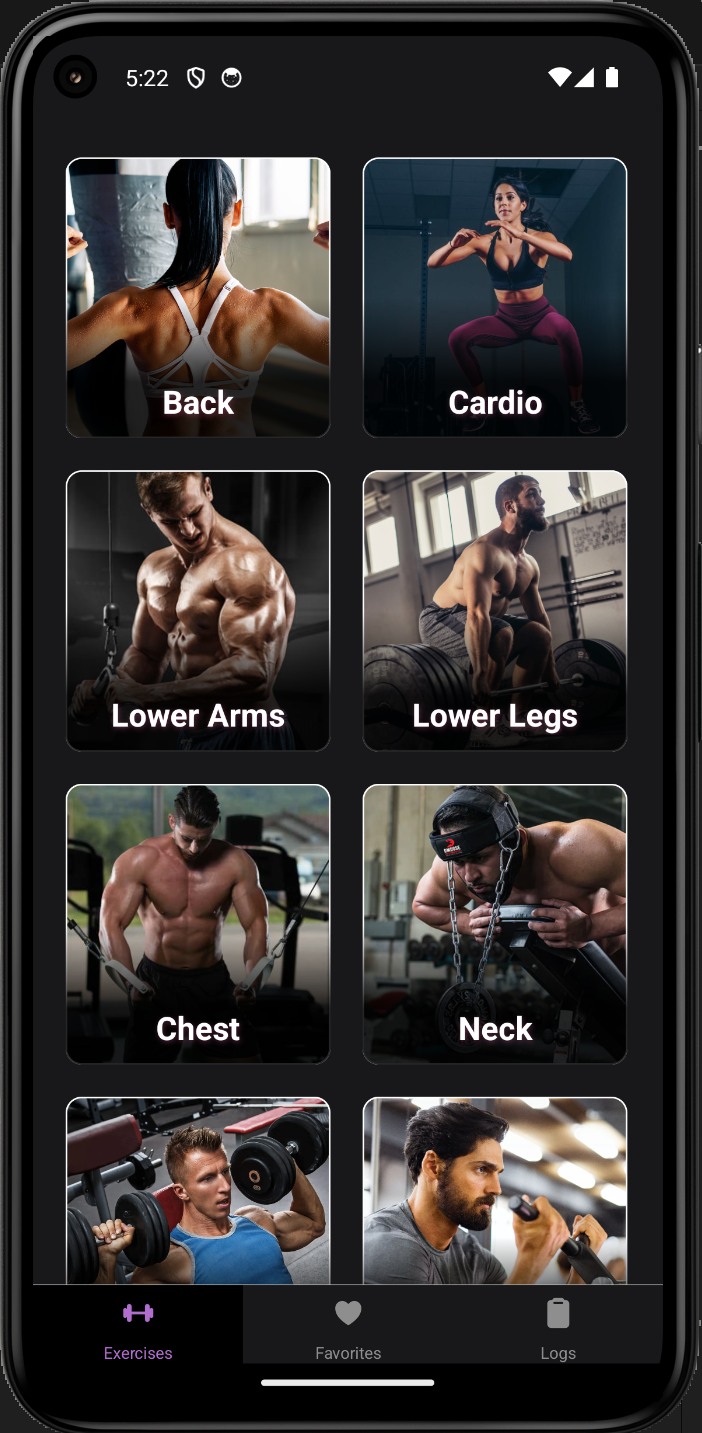 5:22
Back
Cardio
Lower Arms
Lower Legs
Chest
Neck
Exercises
Favorites
Logs